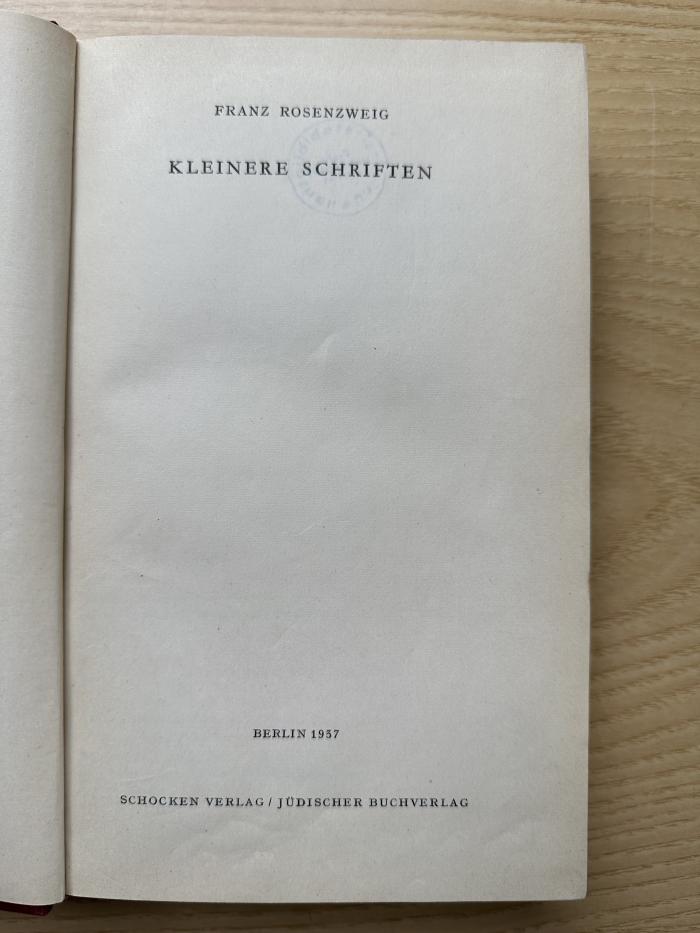 FRANZ ROSENZWEIG
KLEINERE SCHRIFTEN
BERLIN 1937
SCHOCKEN VERLAG / JÜDISCHER BUCHVERLAG